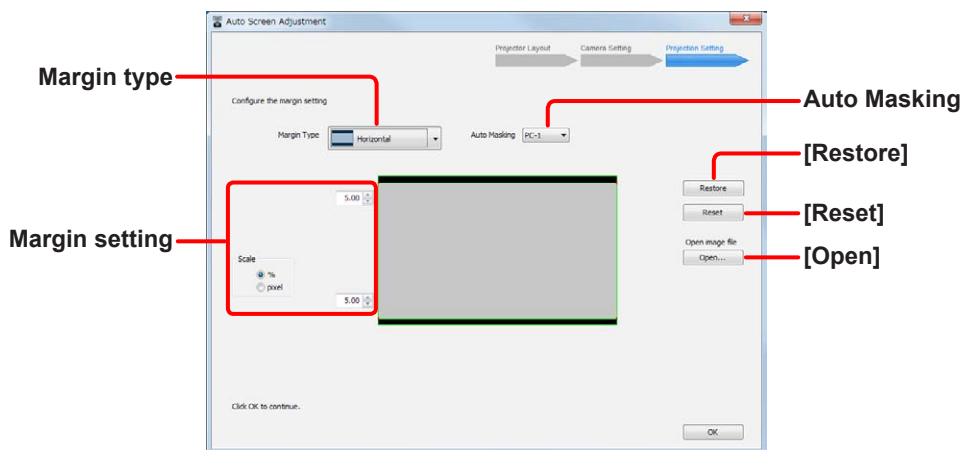 Auto Screen Adjustment
Projector Layout
Camera Setting
Projection Setting
Margin type
Auto Masking
Configure the margin setting
Margin Type
Horizontal
Auto Masking
PC-1
[Restore]
5.00
Restore
Reset
[Reset]
Margin setting
Open image file
Open...
[Open]
Scale
%
pixel
5.00
Click OK to continue.
OK